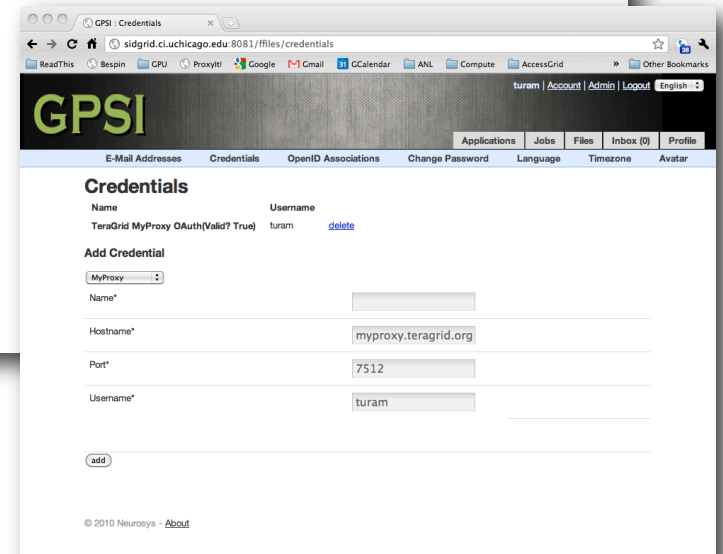 GPSI : Credentials
sidgrid.ci.uchicago.edu:8081/ffiles/credentials
38
ReadThis Bespin GPU ProxyIt! Google Gmail 31 GCalendar ANL Compute AccessGrid » Other Bookmarks
turam | Account | Admin | Logout English
GPSI
Applications Jobs Files Inbox (0) Profile
E-Mail Addresses Credentials OpenID Associations Change Password Language Timezone Avatar
Credentials
Name Username
TeraGrid MyProxy OAuth(Valid? True) turam delete
Add Credential
MyProxy
Name*
Hostname* myproxy.teragrid.org
Port* 7512
Username* turam
add
© 2010 Neurosys - About